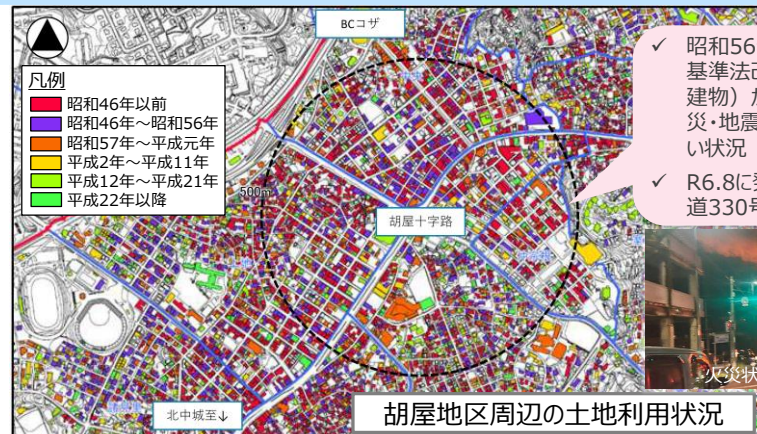 BCコザ
凡例
昭和46年以前
昭和46年～昭和56年
昭和57年～平成元年
平成2年～平成11年
平成12年～平成21年
平成22年以降
500m
胡屋十字路
北中城至↓
胡屋地区周辺の土地利用状況
✓ 昭和56
基準法改
建物）が
災・地震
い状況
✓ R6.8に発
道330号
火災状